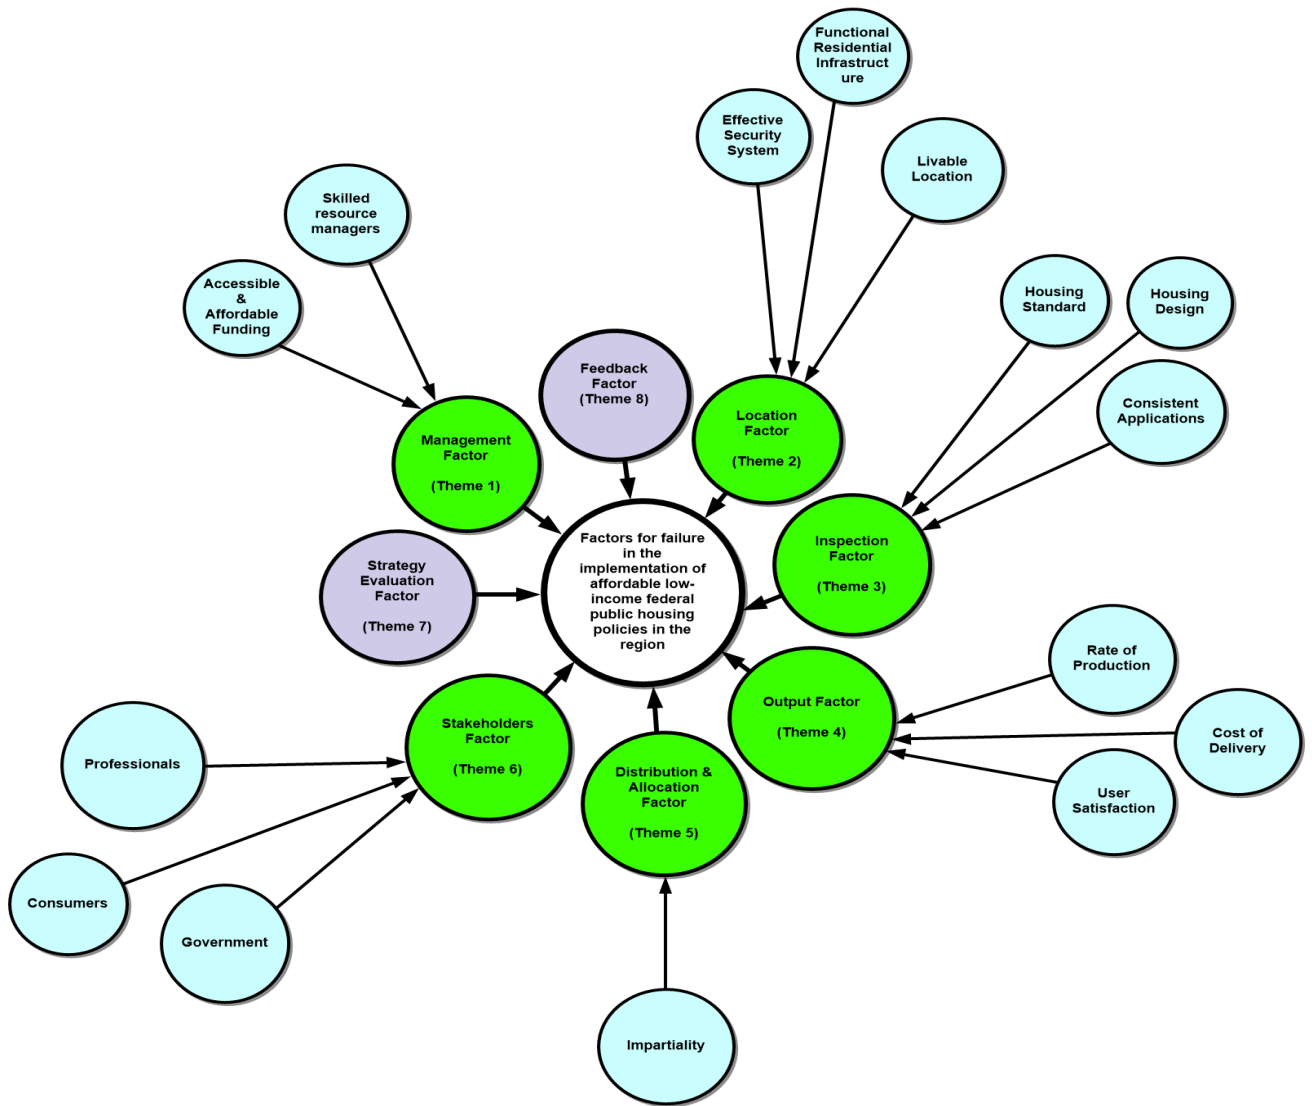 Functional
Residential
Infrastruct
ure
Effective
Security
System
Livable
Location
Skilled
resource
managers
Accessible
&
Affordable
Funding
Housing
Standard
Housing
Design
Consistent
Applications
Feedback
Factor
(Theme 8)
Location
Factor
(Theme 2)
Management
Factor
(Theme 1)
Inspection
Factor
(Theme 3)
Factors for failure
in the
implementation of
affordable low-
income federal
public housing
policies in the
region
Strategy
Evaluation
Factor
(Theme 7)
Rate of
Production
Output Factor
(Theme 4)
Cost of
Delivery
User
Satisfaction
Stakeholders
Factor
(Theme 6)
Distribution &
Allocation
Factor
(Theme 5)
Professionals
Consumers
Government
Impartiality